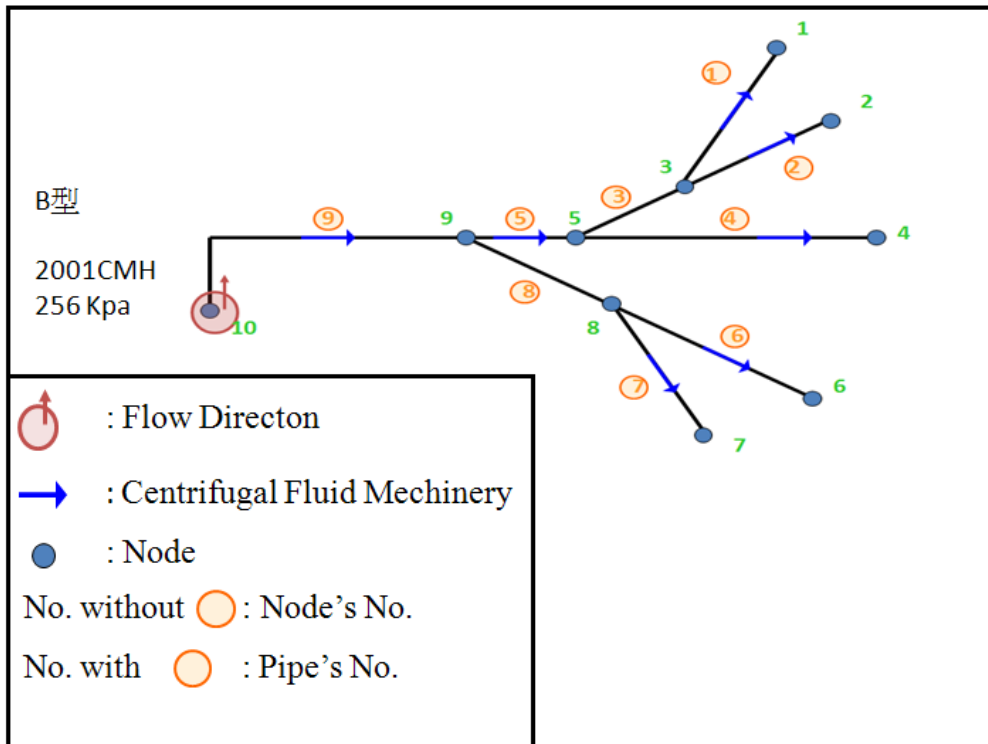 1
1
2
3
2
3
B型
9
9
5
5
4
4
2001CMH
256 Kpa
8
10
8
6
6
7
7
: Flow Directon
: Centrifugal Fluid Mechinery
: Node
No. without : Node's No.
No. with : Pipe's No.